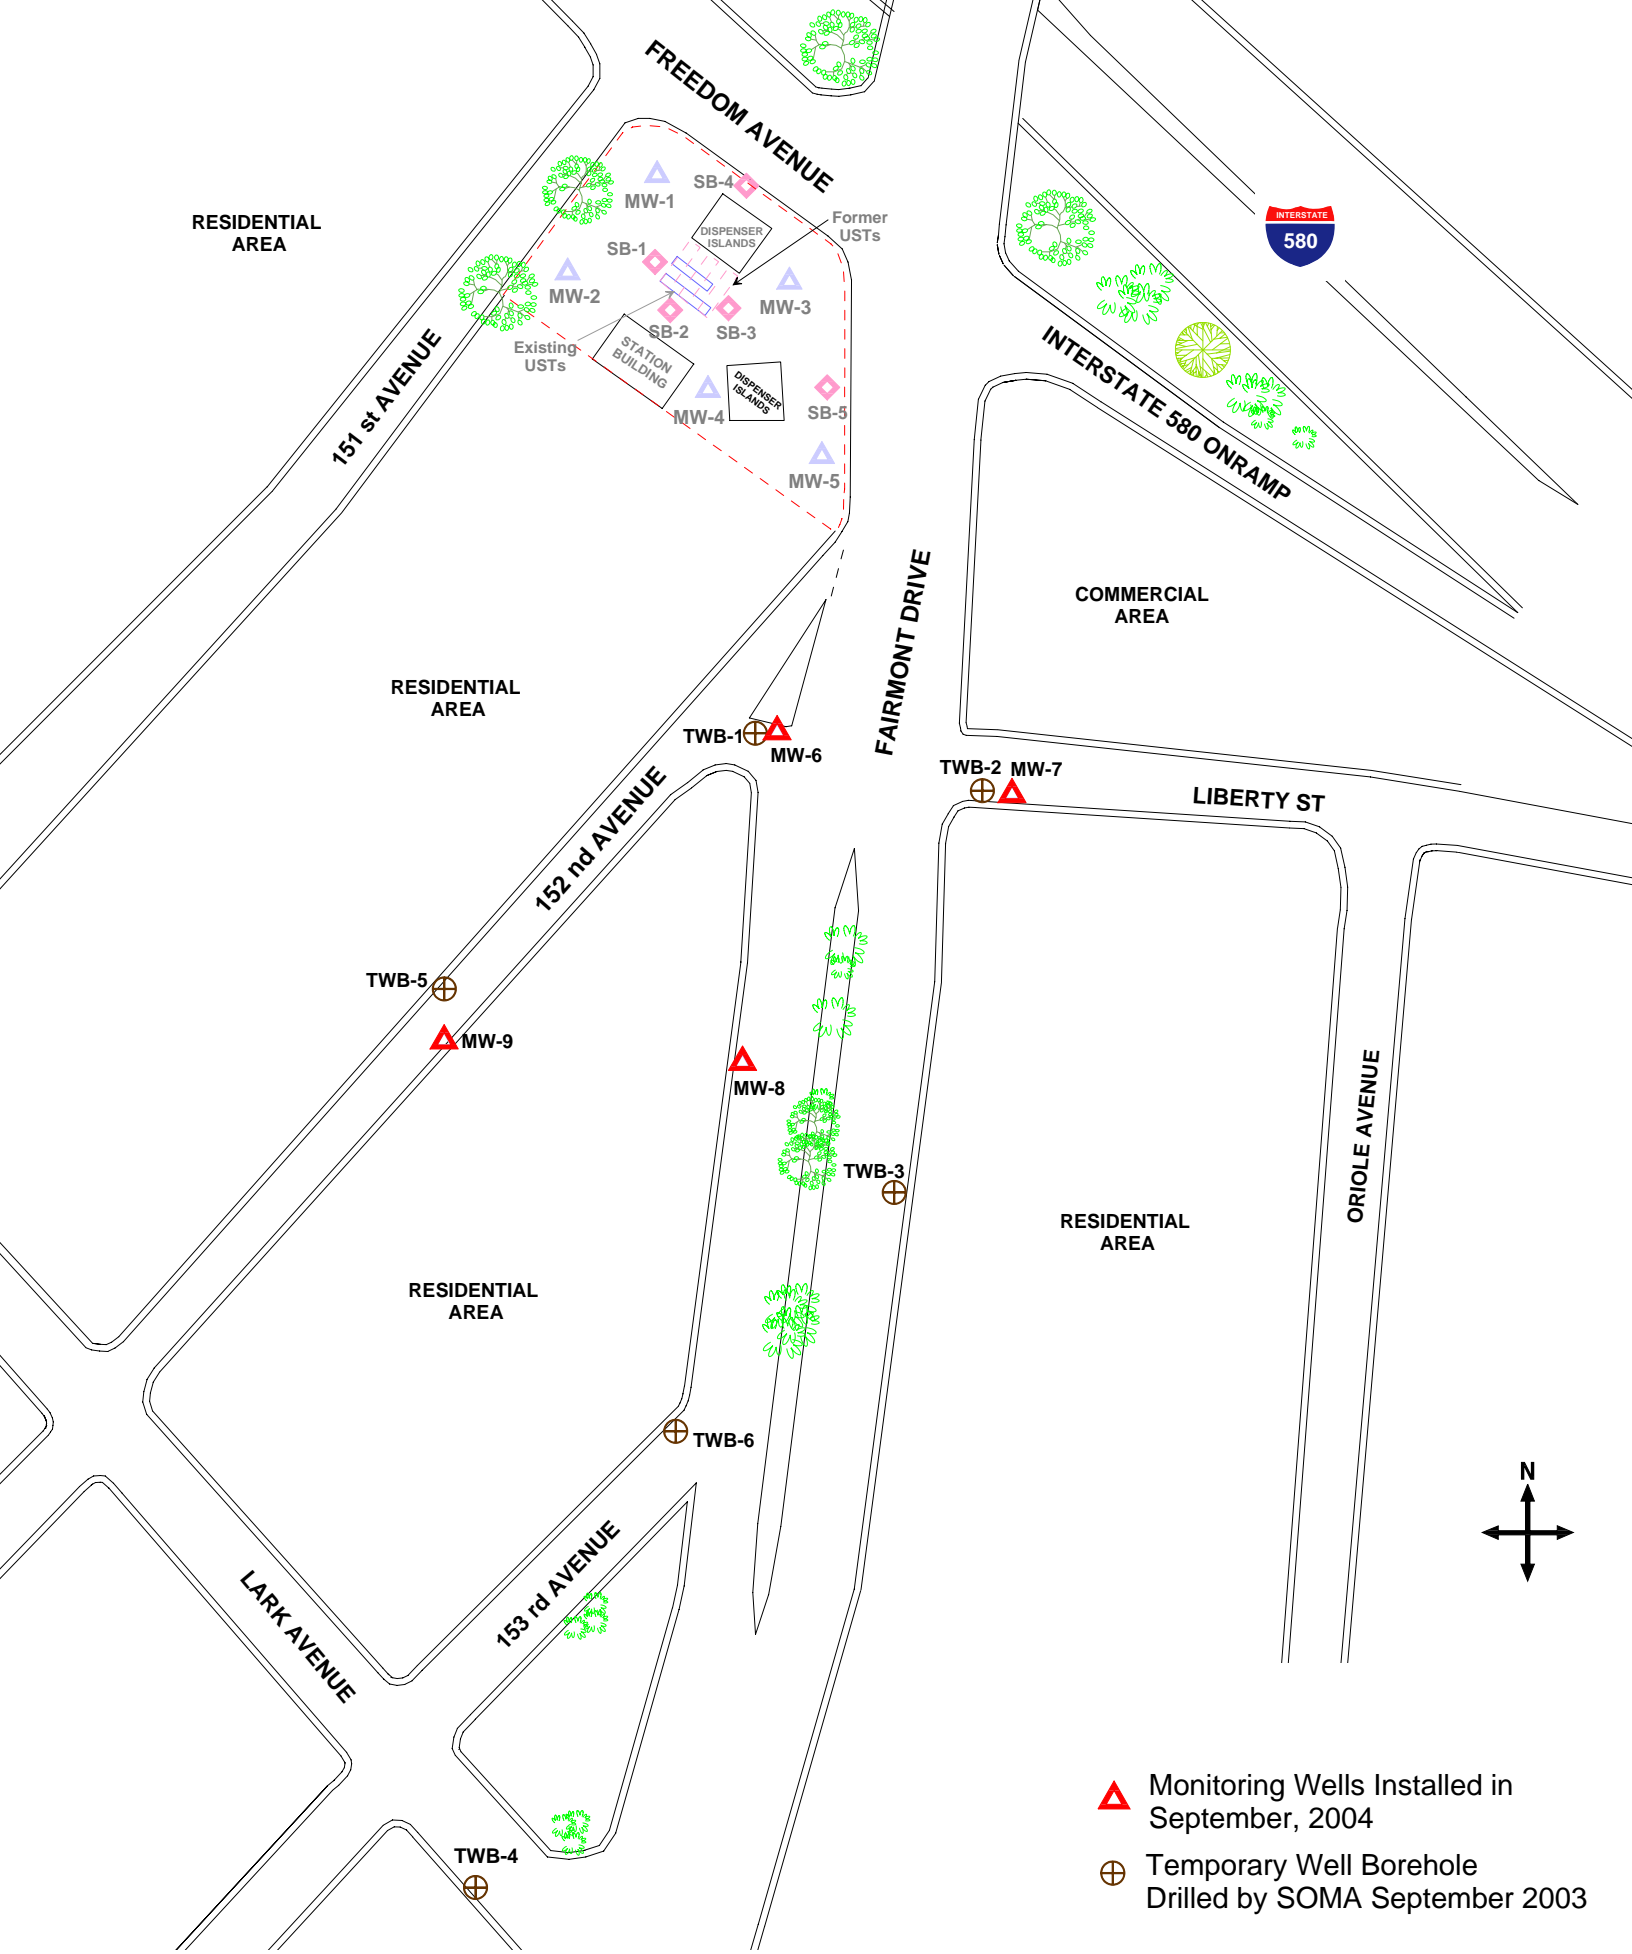 FREEDOM AVENUE
RESIDENTIAL
AREA
SB-4
MW-1
DISPENSER
ISLANDS
Former
USTs
INTERSTATE
580
SB-1
MW-2
MW-3
SB-2
SB-3
Existing
USTs
STATION
BUILDING
DISPENSER
ISLANDS
MW-4
SB-5
MW-5
151 st AVENUE
INTERSTATE 580 ONRAMP
COMMERCIAL
AREA
FAIRMONT DRIVE
RESIDENTIAL
AREA
TWB-1
MW-6
TWB-2
MW-7
LIBERTY ST
152 nd AVENUE
TWB-5
MW-9
MW-8
TWB-3
ORIOLE AVENUE
RESIDENTIAL
AREA
RESIDENTIAL
AREA
TWB-6
N
153 rd AVENUE
LARK AVENUE
TWB-4
Monitoring Wells Installed in
September, 2004
Temporary Well Borehole
Drilled by SOMA September 2003